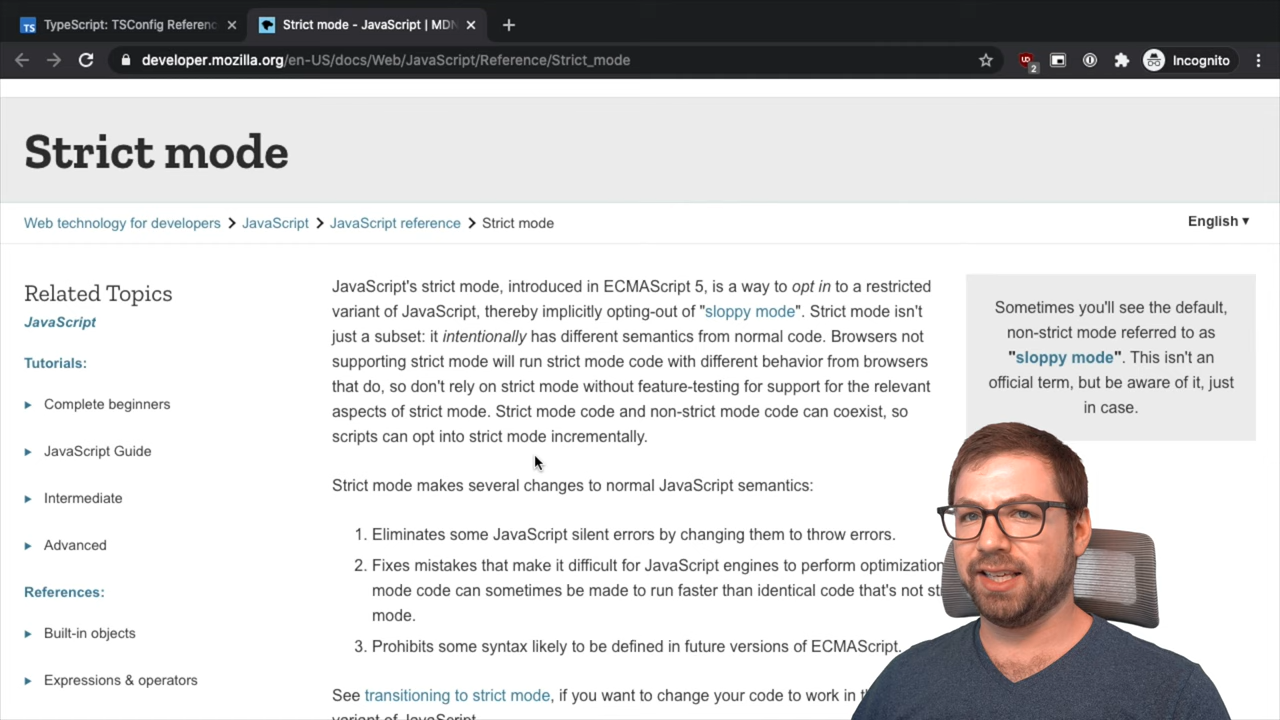 TypeScript: TSConfig Referenc
Strict mode - JavaScript | MDN
developer.mozilla.org/en-US/docs/Web/JavaScript/Reference/Strict_mode
2
Incognito
Strict mode
Web technology for developers
JavaScript
JavaScript reference
Strict mode
English ▾
Related Topics
JavaScript
Tutorials:
Complete beginners
JavaScript Guide
Intermediate
Advanced
References:
Built-in objects
Expressions & operators
JavaScript's strict mode, introduced in ECMAScript 5, is a way to opt in to a restricted
variant of JavaScript, thereby implicitly opting-out of "sloppy mode". Strict mode isn't
just a subset: it intentionally has different semantics from normal code. Browsers not
supporting strict mode will run strict mode code with different behavior from browsers
that do, so don't rely on strict mode without feature-testing for support for the relevant
aspects of strict mode. Strict mode code and non-strict mode code can coexist, so
scripts can opt into strict mode incrementally.
Strict mode makes several changes to normal JavaScript semantics:
1. Eliminates some JavaScript silent errors by changing them to throw errors.
2. Fixes mistakes that make it difficult for JavaScript engines to perform optimization
mode code can sometimes be made to run faster than identical code that's not st
mode.
3. Prohibits some syntax likely to be defined in future versions of ECMAScript.
See transitioning to strict mode, if you want to change your code to work in
variant of JavaScript.
Sometimes you'll see the default,
non-strict mode referred to as
"sloppy mode". This isn't an
official term, but be aware of it, just
in case.